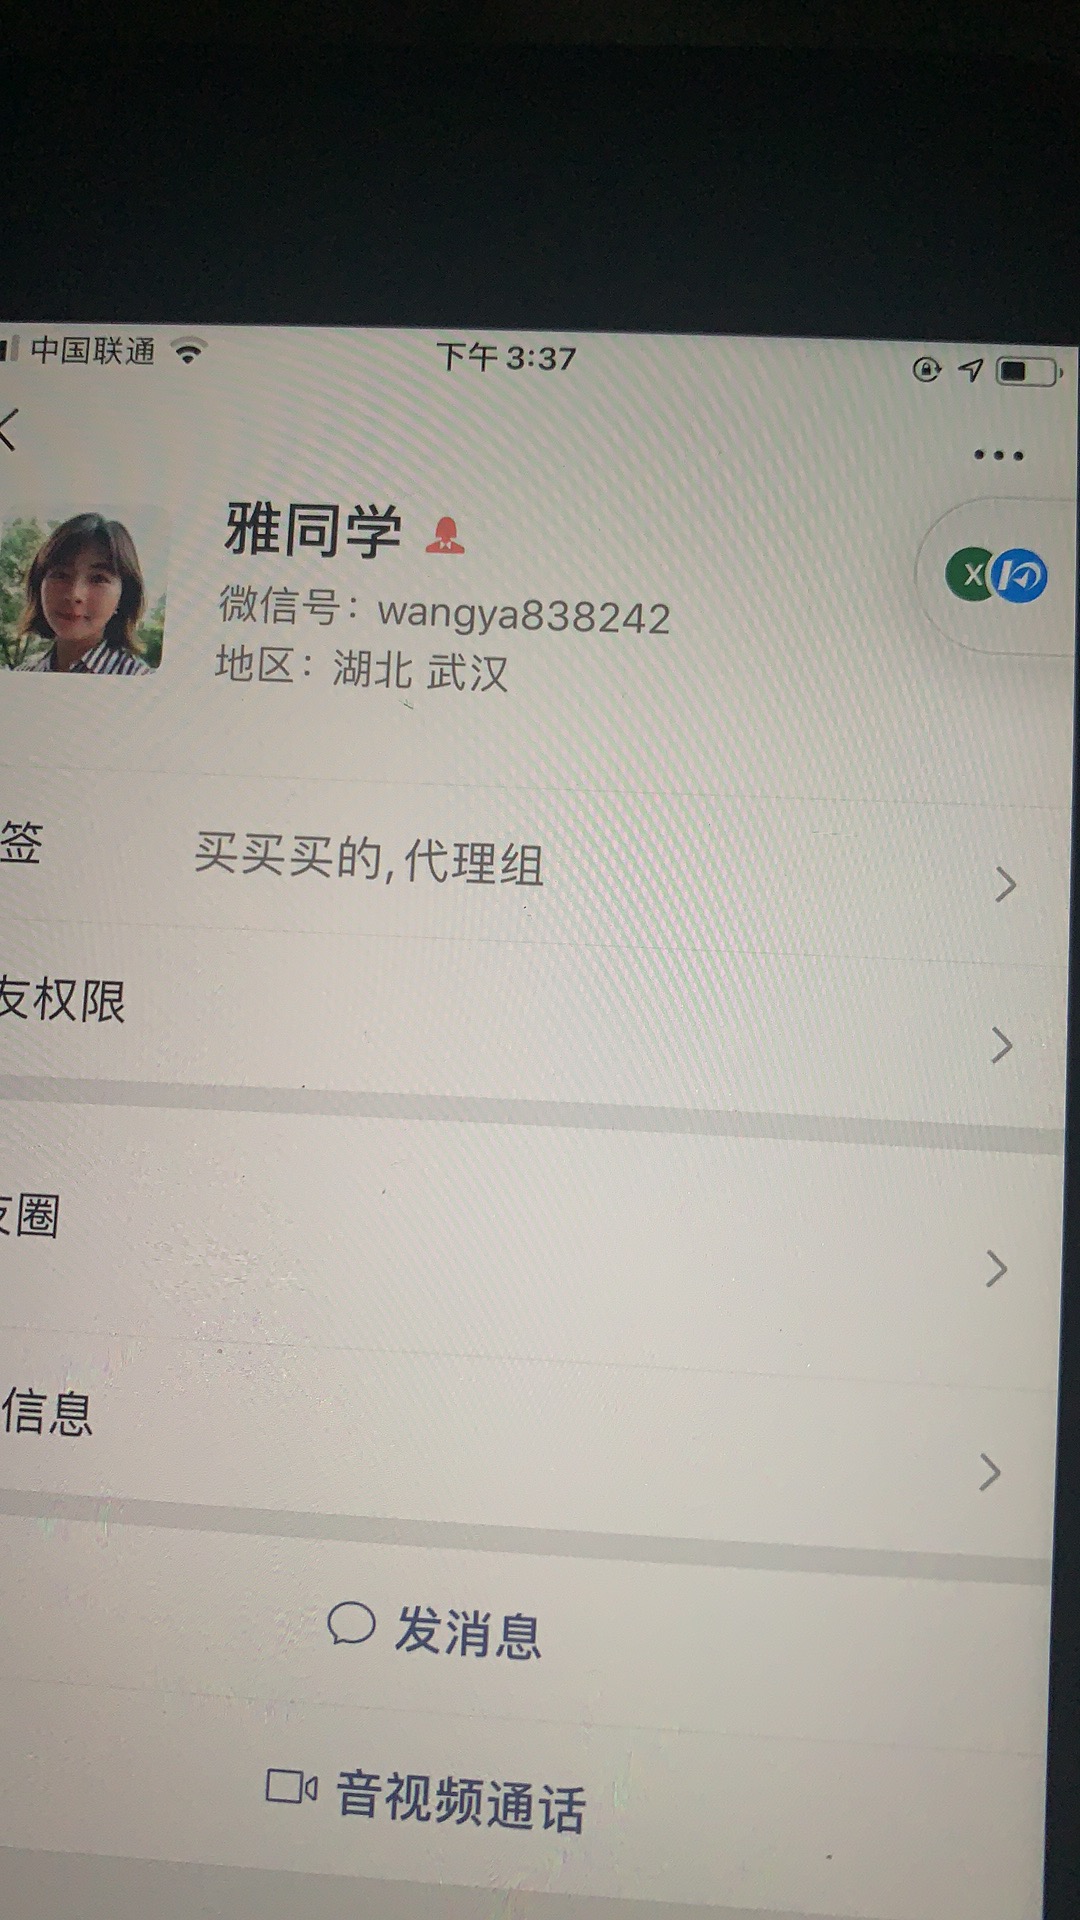 中国联通
下午 3:37
雅同学
微信号：wangya838242
地区：湖北 武汉
签
买买买的,代理组
友权限
友圈
信息
发消息
音视频通话
X